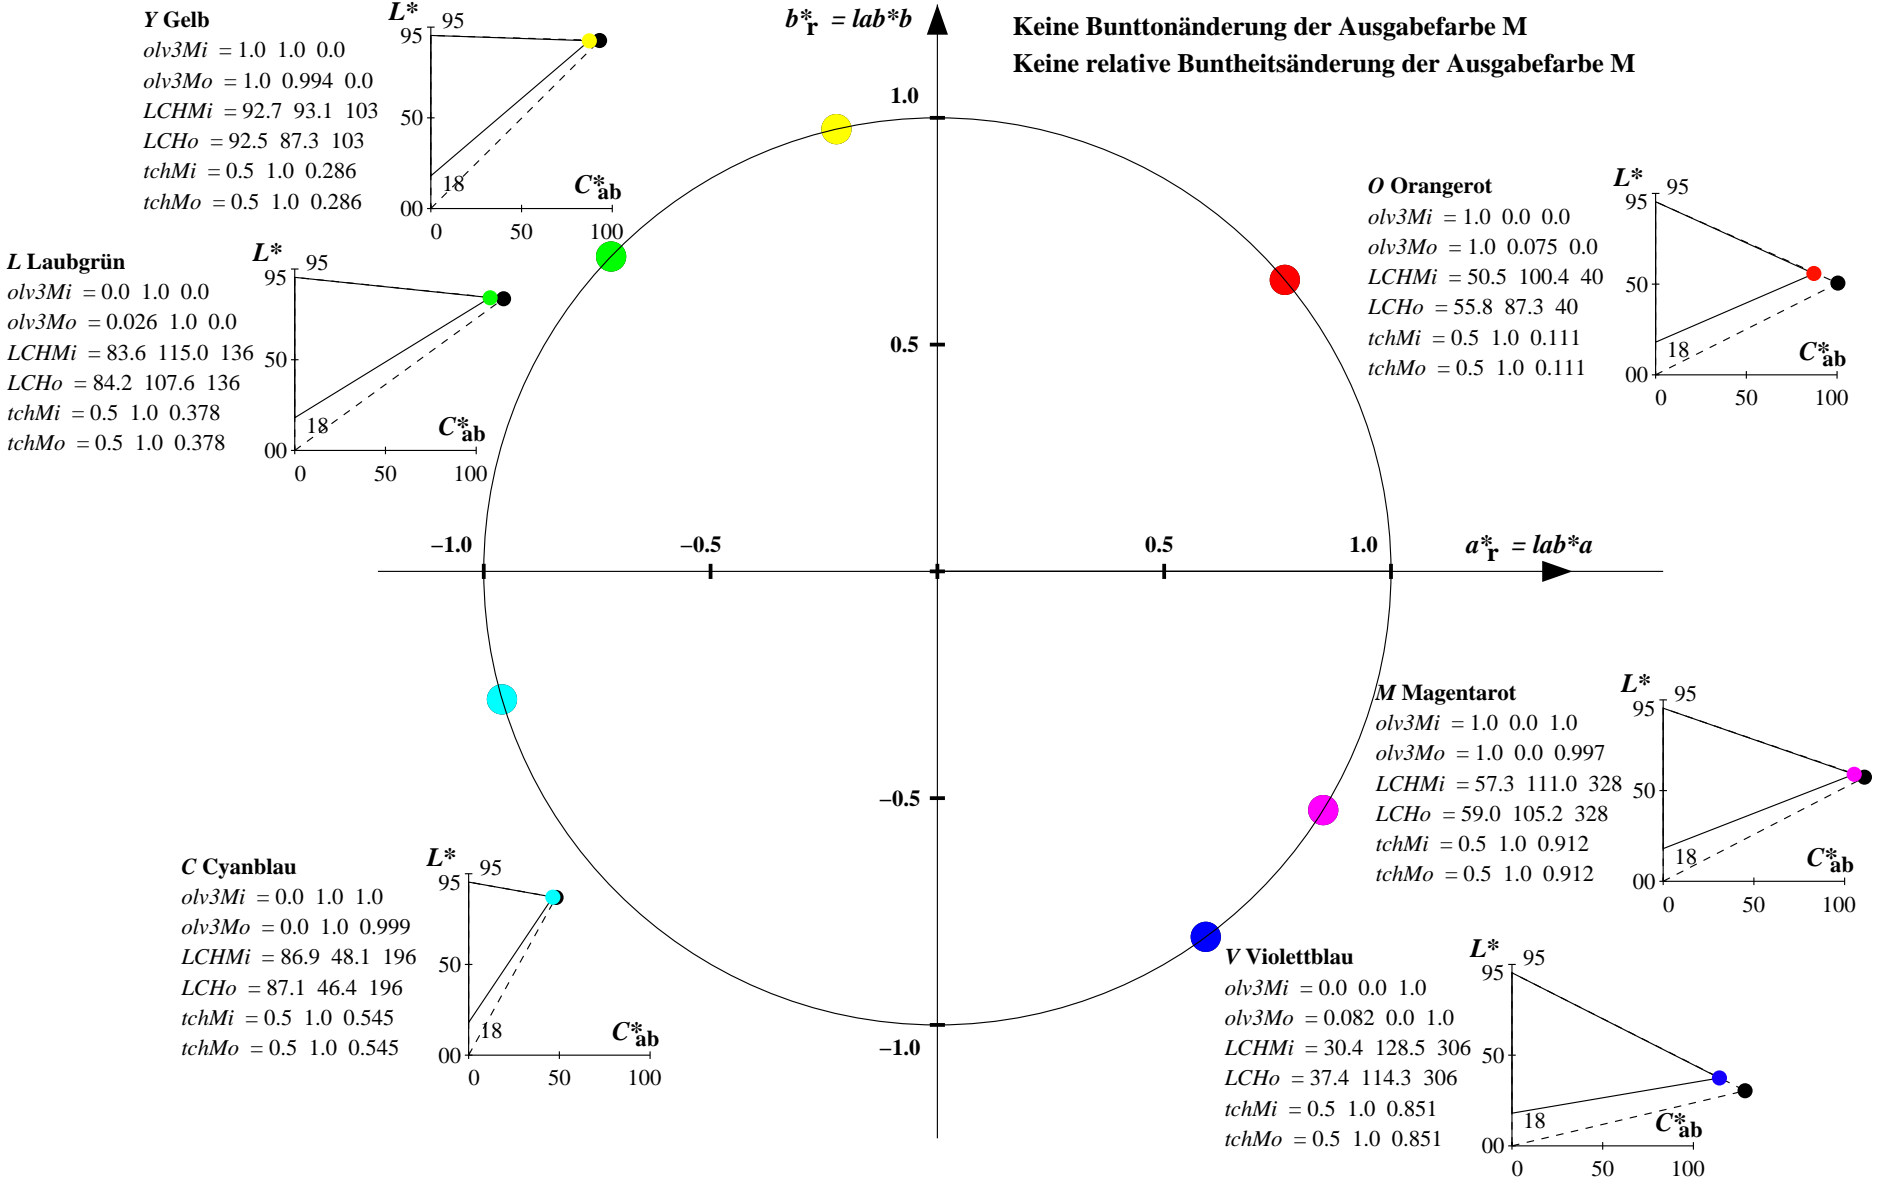 Keine Bunttonänderung der Ausgabefarbe M
Keine relative Buntheitsänderung der Ausgabefarbe M
b*r = lab*b
1.0
0.5
−0.5
−1.0
−1.0
−0.5
0.5
1.0
a*r = lab*a
Y Gelb
olv3Mi = 1.0 1.0 0.0
olv3Mo = 1.0 0.994 0.0
LCHMi = 92.7 93.1 103
LCHo = 92.5 87.3 103
tchMi = 0.5 1.0 0.286
tchMo = 0.5 1.0 0.286
L* 95
95
50
18
00
C*ab
0 50 100
L Laubgrün
olv3Mi = 0.0 1.0 0.0
olv3Mo = 0.026 1.0 0.0
LCHMi = 83.6 115.0 136
LCHo = 84.2 107.6 136
tchMi = 0.5 1.0 0.378
tchMo = 0.5 1.0 0.378
L* 95
95
50
18
00
C*ab
0 50 100
O Orangerot
olv3Mi = 1.0 0.0 0.0
olv3Mo = 1.0 0.075 0.0
LCHMi = 50.5 100.4 40
LCHo = 55.8 87.3 40
tchMi = 0.5 1.0 0.111
tchMo = 0.5 1.0 0.111
L* 95
95
50
18
00
C*ab
0 50 100
M Magentarot
olv3Mi = 1.0 0.0 1.0
olv3Mo = 1.0 0.0 0.997
LCHMi = 57.3 111.0 328
LCHo = 59.0 105.2 328
tchMi = 0.5 1.0 0.912
tchMo = 0.5 1.0 0.912
L* 95
95
50
18
00
C*ab
0 50 100
C Cyanblau
olv3Mi = 0.0 1.0 1.0
olv3Mo = 0.0 1.0 0.999
LCHMi = 86.9 48.1 196
LCHo = 87.1 46.4 196
tchMi = 0.5 1.0 0.545
tchMo = 0.5 1.0 0.545
L* 95
95
50
18
00
C*ab
0 50 100
V Violettblau
olv3Mi = 0.0 0.0 1.0
olv3Mo = 0.082 0.0 1.0
LCHMi = 30.4 128.5 306
LCHo = 37.4 114.3 306
tchMi = 0.5 1.0 0.851
tchMo = 0.5 1.0 0.851
L* 95
95
50
18
00
C*ab
0 50 100